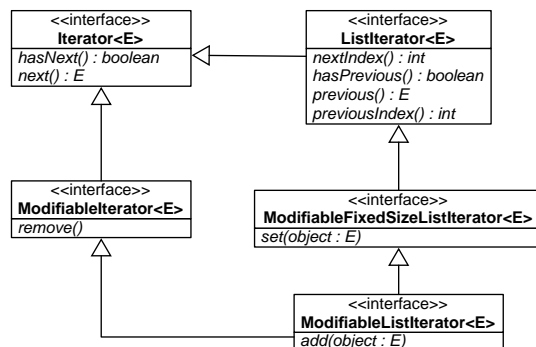 <<interface>>
Iterator<E>
hasNext() : boolean
next() : E
<<interface>>
ListIterator<E>
nextIndex() : int
hasPrevious() : boolean
previous() : E
previousIndex() : int
<<interface>>
ModifiableIterator<E>
remove()
<<interface>>
ModifiableFixedSizeListIterator<E>
set(object : E)
<<interface>>
ModifiableListIterator<E>
add(object : E)